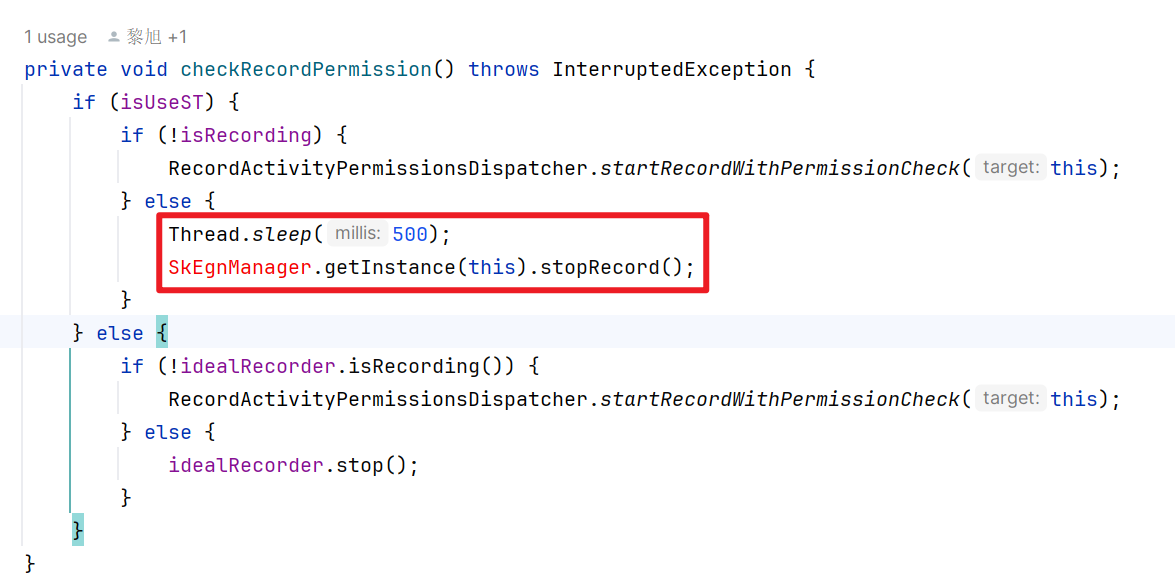 1 usage 黎旭 +1
private void checkRecordPermission() throws InterruptedException {
    if (isUseST) {
        if (!isRecording) {
            RecordActivityPermissionsDispatcher.startRecordWithPermissionCheck( target: this);
        } else {
            Thread.sleep( millis: 500);
            SkEgnManager.getInstance(this).stopRecord();
        }
    } else {
        if (!idealRecorder.isRecording()) {
            RecordActivityPermissionsDispatcher.startRecordWithPermissionCheck( target: this);
        } else {
            idealRecorder.stop();
        }
    }
}